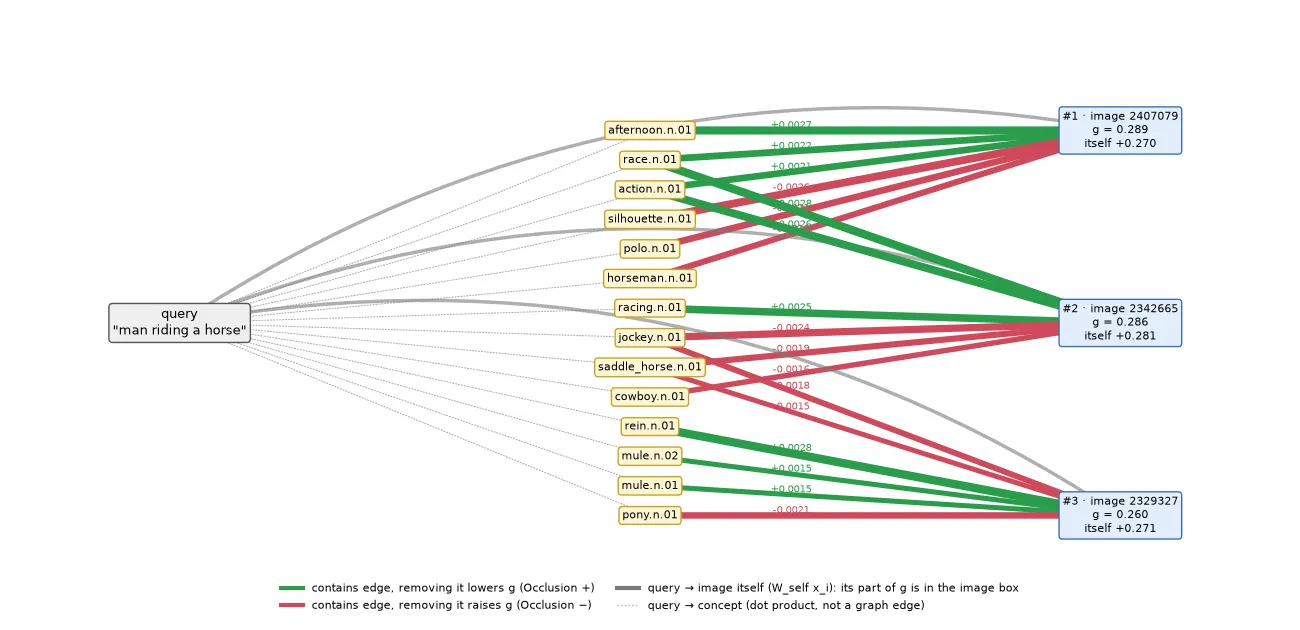 #1 · image 2407079
g = 0.289
itself +0.270
afternoon.n.01
+0.0027
race.n.01
+0.0022
action.n.01
+0.0021
silhouette.n.01
polo.n.01
horseman.n.01
query
"man riding a horse"
racing.n.01
+0.0025
#2 · image 2342665
g = 0.286
itself +0.281
jockey.n.01
-0.0024
-0.0019
saddle_horse.n.01
-0.0016
cowboy.n.01
-0.0018
-0.0015
rein.n.01
+0.0028
mule.n.02
+0.0015
mule.n.01
+0.0015
pony.n.01
-0.0021
#3 · image 2329327
g = 0.260
itself +0.271
contains edge, removing it lowers g (Occlusion +)
contains edge, removing it raises g (Occlusion −)
query → image itself (W_self x_i): its part of g is in the image box
query → concept (dot product, not a graph edge)